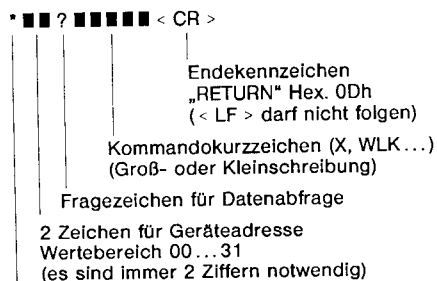 *■■?■■■■■< CR >
Endekennzeichen
„RETURN“ Hex. 0Dh
(< LF > darf nicht folgen)
Kommandokurzzeichen (X, WLK...)
(Groß- oder Kleinschreibung)
Fragezeichen für Datenabfrage
2 Zeichen für Geräteadresse
Wertebereich 00...31
(es sind immer 2 Ziffern notwendig)